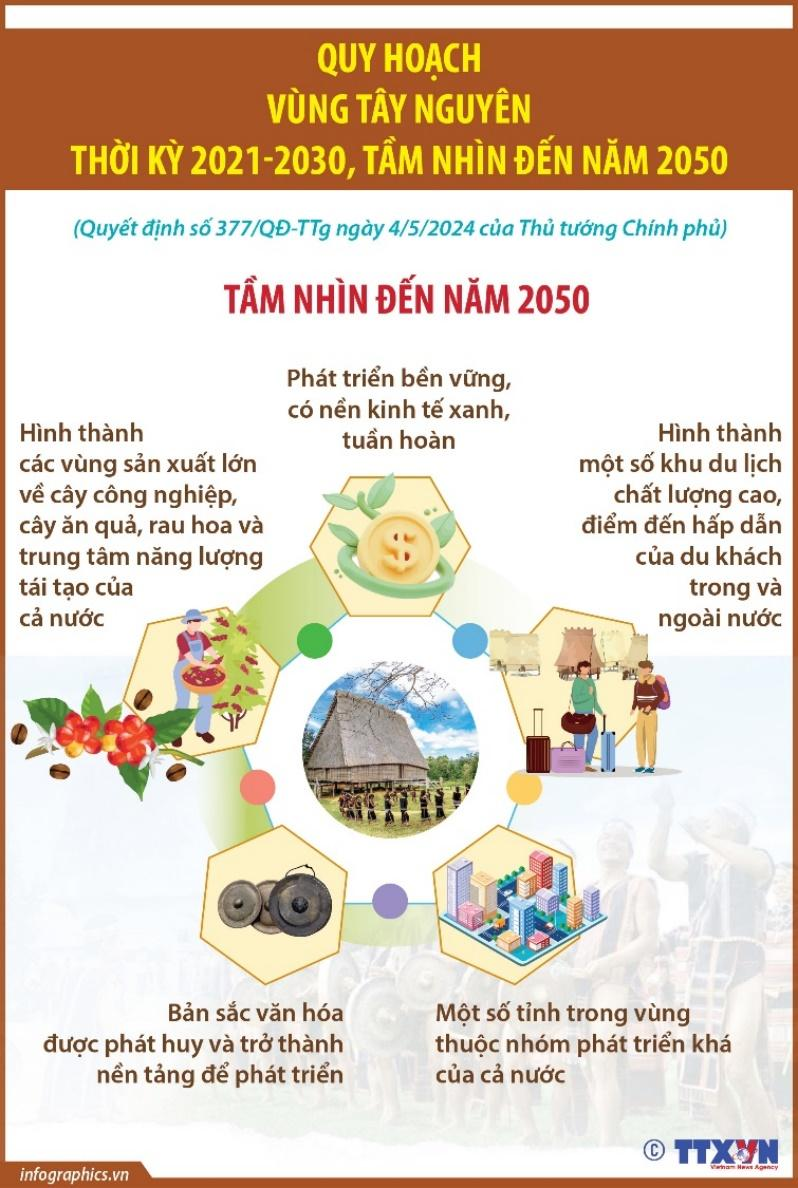 QUY HOẠCH
VÙNG TÂY NGUYÊN
THỜI KỲ 2021-2030, TẦM NHÌN ĐẾN NĂM 2050
(Quyết định số 377/QĐ-TTg ngày 4/5/2024 của Thủ tướng Chính phủ)
TẦM NHÌN ĐẾN NĂM 2050
Phát triển bền vững,
có nền kinh tế xanh,
tuần hoàn
Hình thành
các vùng sản xuất lớn
về cây công nghiệp,
cây ăn quả, rau hoa và
trung tâm năng lượng
tái tạo của
cả nước
Hình thành
một số khu du lịch
chất lượng cao,
điểm đến hấp dẫn
của du khách
trong và
ngoài nước
$
Bản sắc văn hóa
được phát huy và trở thành
nền tảng để phát triển
Một số tỉnh trong vùng
thuộc nhóm phát triển khá
của cả nước
© TTXVN
Vietnam News Agency
infographics.vn